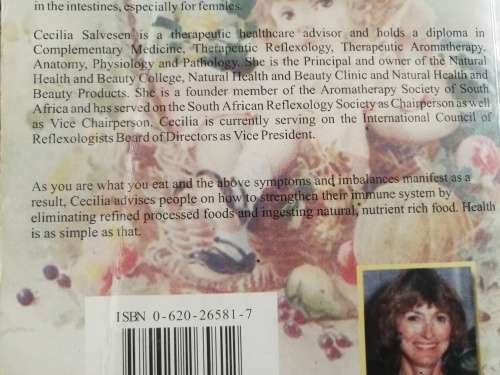 in the intestines, especially for females.
Cecilia Salvesen is a therapeutic healthcare advisor and holds a diploma in
Complementary Medicine, Therapeutic Reflexology, Therapeutic Aromatherapy.
Anatomy, Physiology and Pathology. She is the Principal and owner of the Natural
Health and Beauty College, Natural Health and Beauty Clinic and Natural Health and
Beauty Products. She is a founder member of the Aromatherapy Society of South
Africa and has served on the South African Reflexology Society as Chairperson as well
as Vice Chairperson. Cecilia is currently serving on the International Council of
Reflexologists Board of Directors as Vice President.
As you are what you eat and the above symptoms and imbalances manifest as a
result, Cecilia advises people on how to strengthen their immune system by
eliminating refined processed foods and ingesting natural, nutrient rich food. Health
is as simple as that.
ISBN 0-620-26581-7